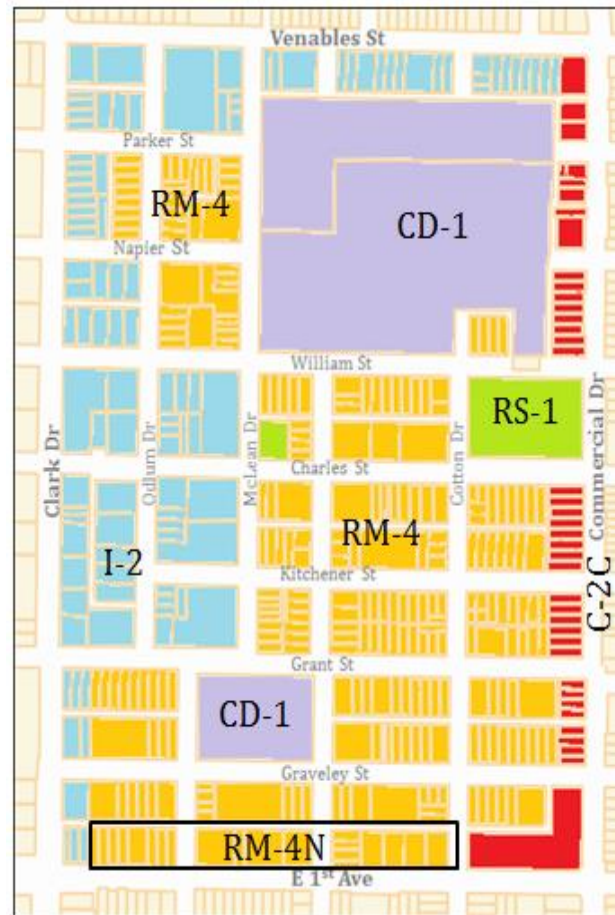 Venables St
Parker St
RM-4
CD-1
Napier St
William St
RS-1
Clark Dr
Odlum Dr
McLean Dr
Cotton Dr
Commercial Dr
Charles St
RM-4
I-2
C-2C
Kitchener St
Grant St
CD-1
Graveley St
RM-4N
E 1st Ave